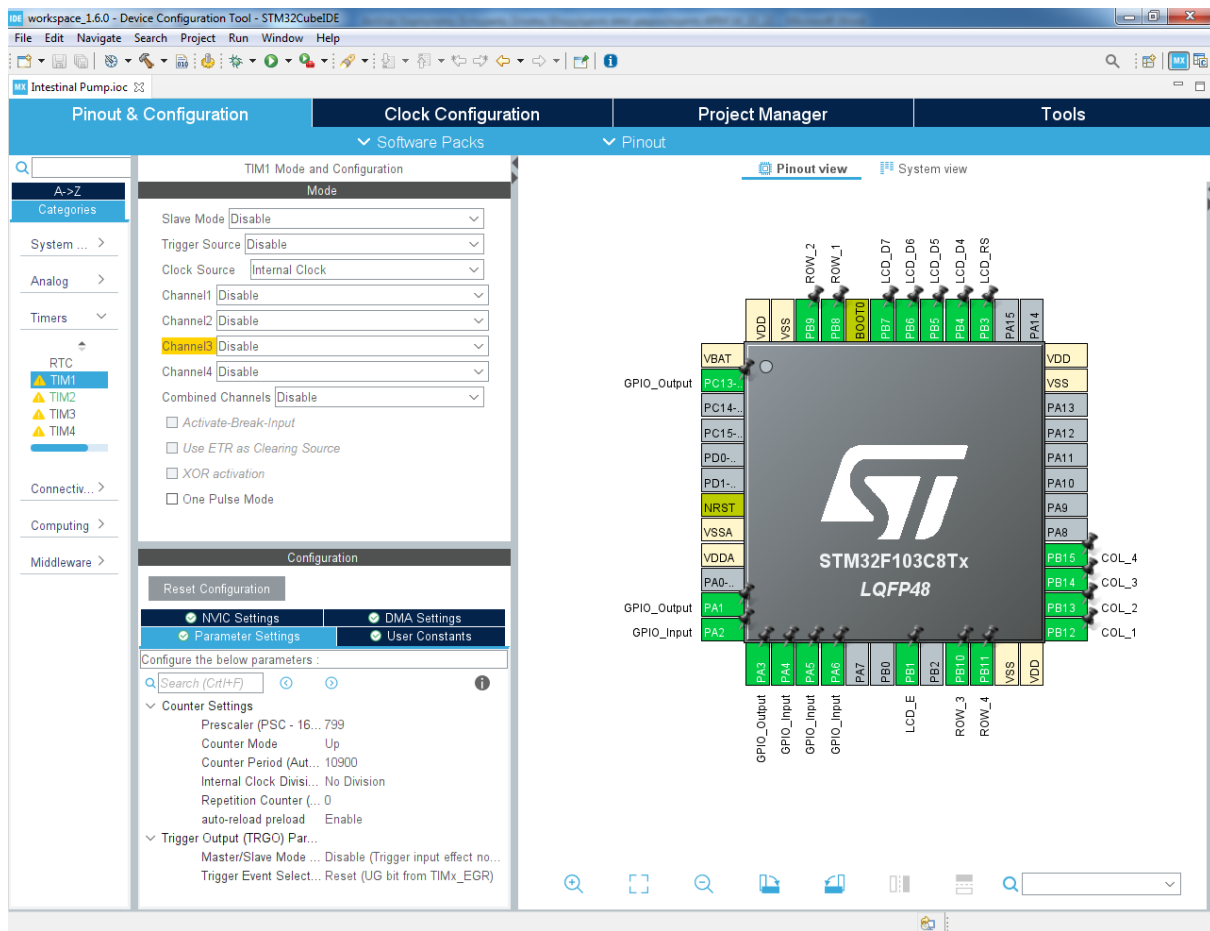 workspace_1.6.0 - Device Configuration Tool - STM32CubeIDE
File Edit Navigate Search Project Run Window Help
Intestinal Pump.ioc
Pinout & Configuration Clock Configuration Project Manager Tools
Software Packs Pinout
TIM1 Mode and Configuration
Mode
A->Z
Categories
System ...
Analog
Timers
RTC
TIM1
TIM2
TIM3
TIM4
Connectiv...
Computing
Middleware
Slave Mode Disable
Trigger Source Disable
Clock Source Internal Clock
Channel1 Disable
Channel2 Disable
Channel3 Disable
Channel4 Disable
Combined Channels Disable
Activate-Break-Input
Use ETR as Clearing Source
XOR activation
One Pulse Mode
Configuration
Reset Configuration
NVIC Settings DMA Settings
Parameter Settings User Constants
Configure the below parameters :
Search (Crtl+F)
Counter Settings
Prescaler (PSC - 16... 799
Counter Mode Up
Counter Period (Aut... 10900
Internal Clock Divisi... No Division
Repetition Counter (... 0
auto-reload preload Enable
Trigger Output (TRGO) Par...
Master/Slave Mode ... Disable (Trigger input effect no...
Trigger Event Select... Reset (UG bit from TIMx_EGR)
Pinout view System view
ROW_2 ROW_1 LCD_D7 LCD_D6 LCD_D5 LCD_D4 LCD_RS
VDD VSS PB9 PB8 BOOT0 PB7 PB6 PB5 PB4 PB3 PA15 PA14
VBAT
GPIO_Output PC13-..
PC14-..
PC15-..
PD0-..
PD1-..
NRST
VSSA
VDDA
PA0-..
GPIO_Output PA1
GPIO_Input PA2
STM32F103C8Tx
LQFP48
VDD
VSS
PA13
PA12
PA11
PA10
PA9
PA8
PB15 COL_4
PB14 COL_3
PB13 COL_2
PB12 COL_1
PA3 PA4 PA5 PA6 PA7 PB0 PB1 PB2 PB10 PB11 VSS VDD
GPIO_Output GPIO_Input GPIO_Input GPIO_Input LCD_E ROW_3 ROW_4